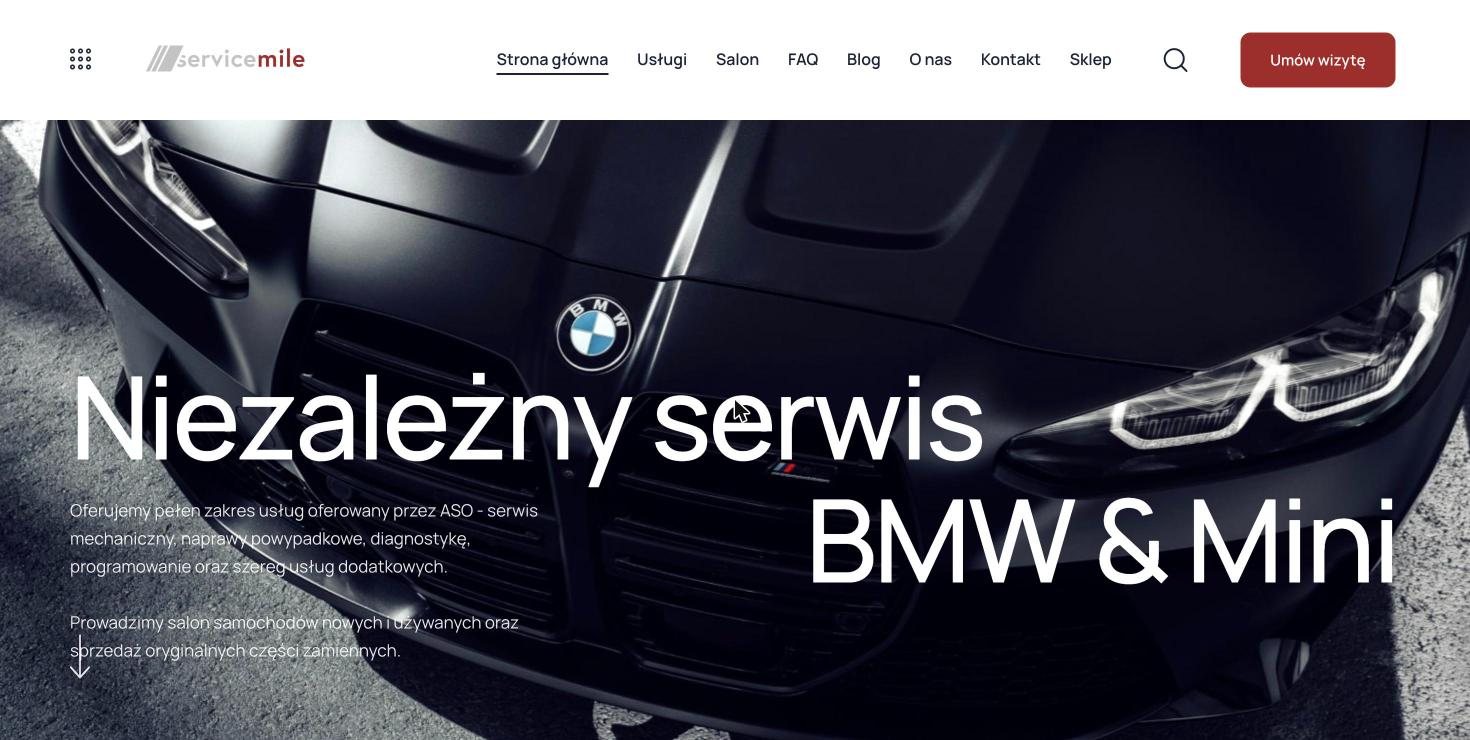 servicemile
Strona główna
Usługi
Salon
FAQ
Blog
O nas
Kontakt
Sklep
Umów wizytę
BMW
Niezależny serwis
BMW & Mini
Oferujemy pełen zakres usług oferowany przez ASO - serwis
mechaniczny, naprawy powypadkowe, diagnostykę,
programowanie oraz szereg usług dodatkowych.
Prowadzimy salon samochodów nowych i używanych oraz
sprzedaż oryginalnych części zamiennych.